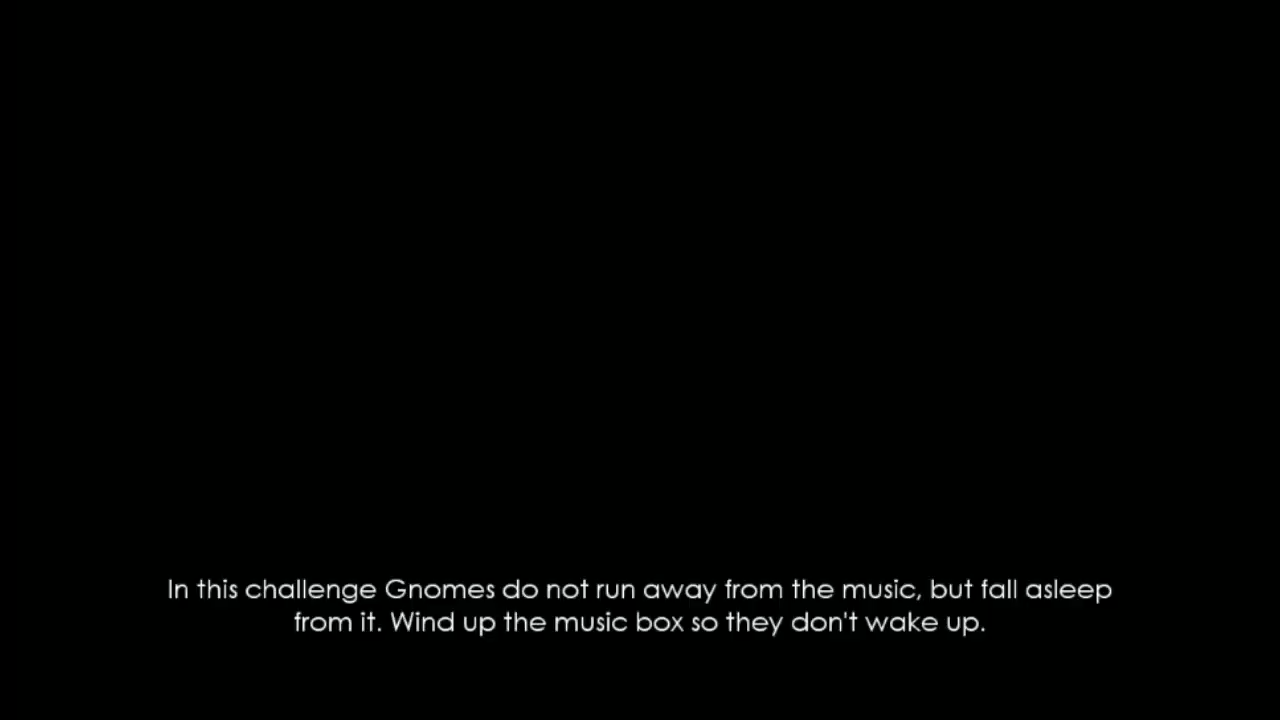 In this challenge Gnomes do not run away from the music, but fall asleep
from it. Wind up the music box so they don't wake up.